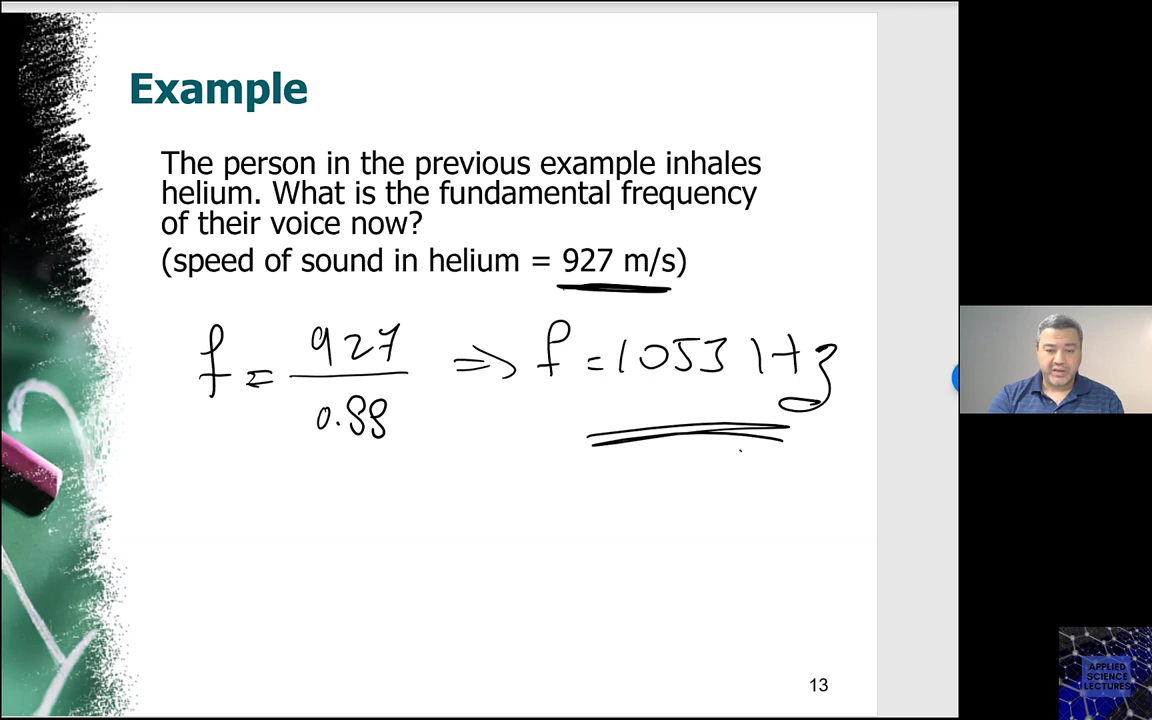 Example
The person in the previous example inhales
helium. What is the fundamental frequency
of their voice now?
(speed of sound in helium = 927 m/s)
f = 927 / 0.88 => f = 1053 Hz
13
APPLIED
SCIENCE
LECTURES